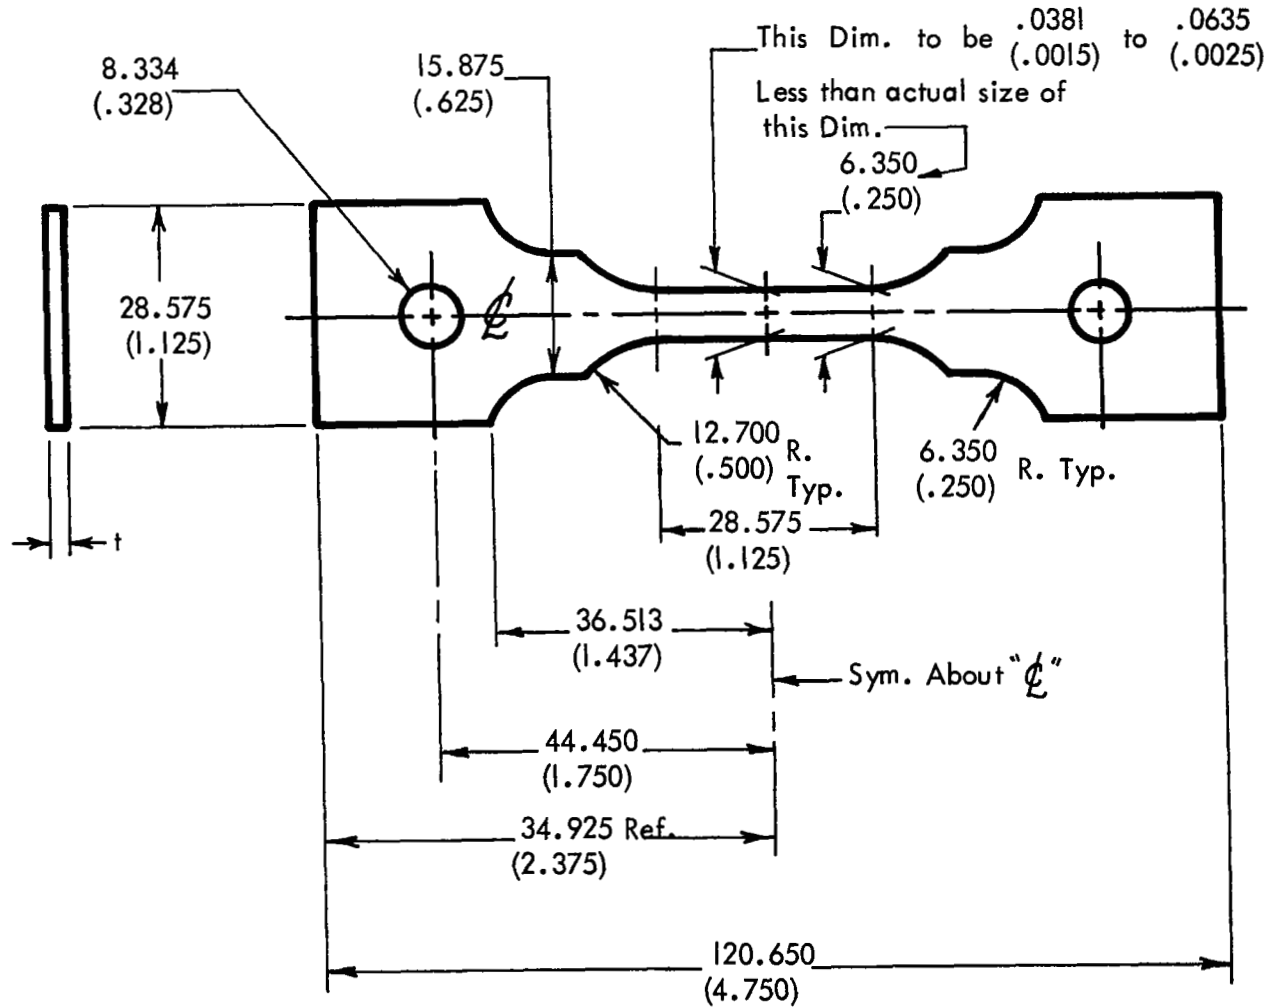 This Dim. to be .0381 to .0635
(.0015) (.0025)
Less than actual size of
this Dim.
6.350
(.250)
8.334
(.328)
15.875
(.625)
28.575
(1.125)
℄
12.700 R.
(.500) Typ.
6.350 R. Typ.
(.250)
28.575
(1.125)
t
36.513
(1.437)
Sym. About "℄"
44.450
(1.750)
34.925 Ref.
(2.375)
120.650
(4.750)